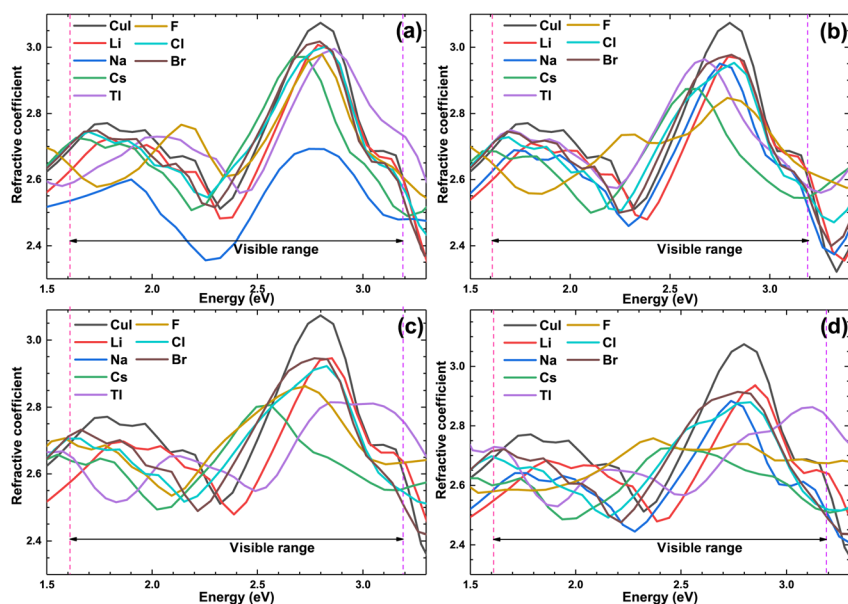 (a)
CuI F
Li Cl
Na Br
Cs
Tl
3.0
2.8
2.6
2.4
Refractive coefficient
Visible range
1.5 2.0 2.5 3.0
Energy (eV)
(b)
CuI F
Li Cl
Na Br
Cs
Tl
3.0
2.8
2.6
2.4
Refractive coefficient
Visible range
1.5 2.0 2.5 3.0
Energy (eV)
(c)
CuI F
Li Cl
Na Br
Cs
Tl
3.0
2.8
2.6
2.4
Refractive coefficient
Visible range
1.5 2.0 2.5 3.0
Energy (eV)
(d)
CuI F
Li Cl
Na Br
Cs
Tl
3.2
3.0
2.8
2.6
2.4
Refractive coefficient
Visible range
1.5 2.0 2.5 3.0
Energy (eV)